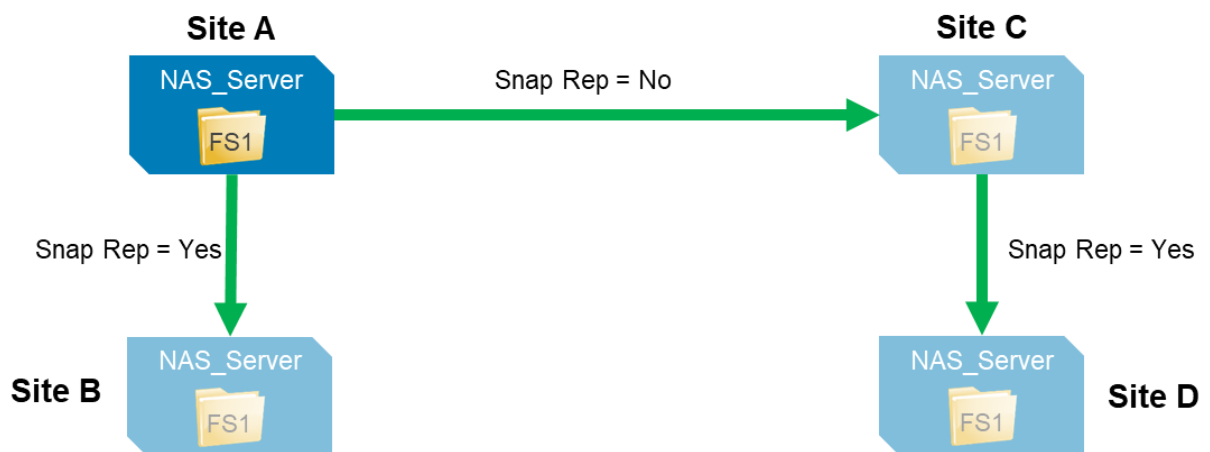 Site A
Site C
NAS_Server
Snap Rep = No
NAS_Server
FS1
FS1
Snap Rep = Yes
Snap Rep = Yes
NAS_Server
NAS_Server
Site B
FS1
FS1
Site D